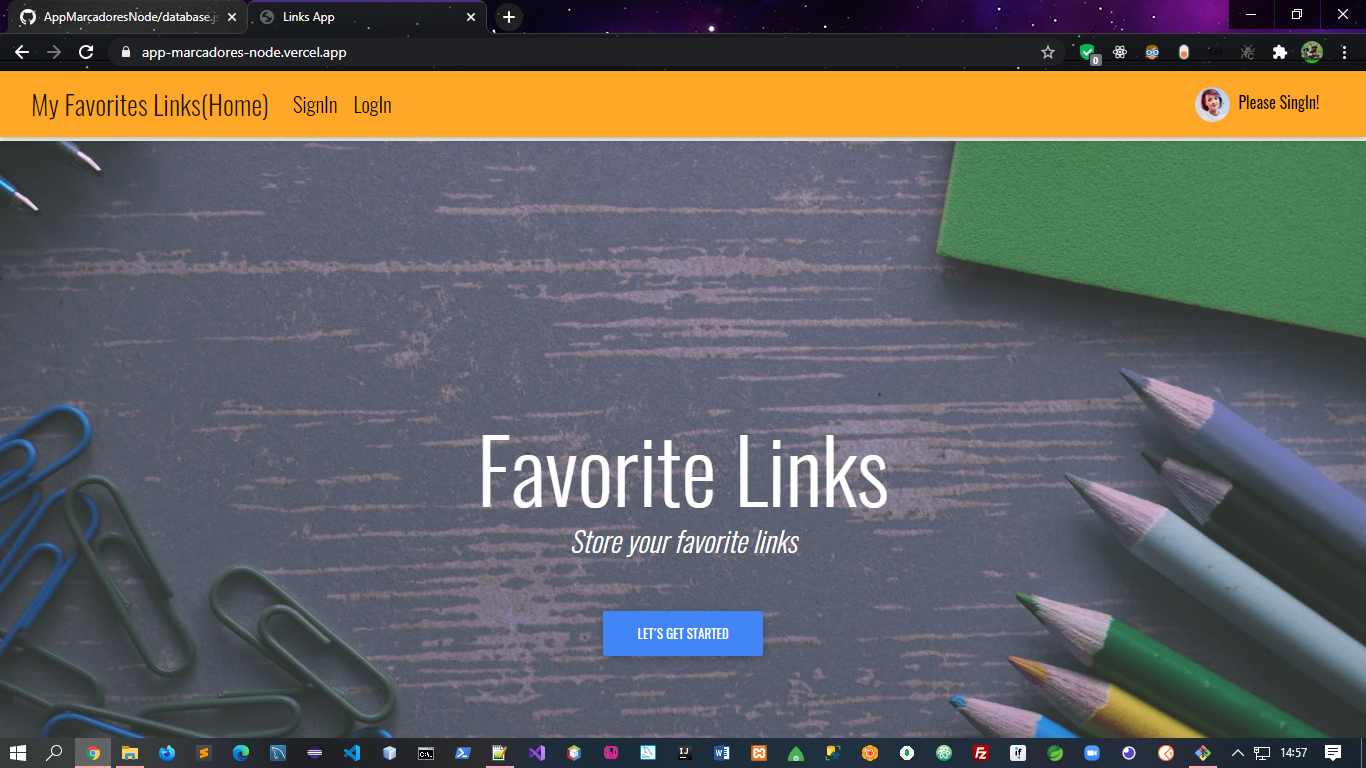 AppMarcadoresNode/database.js
Links App
app-marcadores-node.vercel.app
0
My Favorites Links(Home)
SignIn
LogIn
Please SingIn!
Favorite Links
Store your favorite links
LET'S GET STARTED
14:57